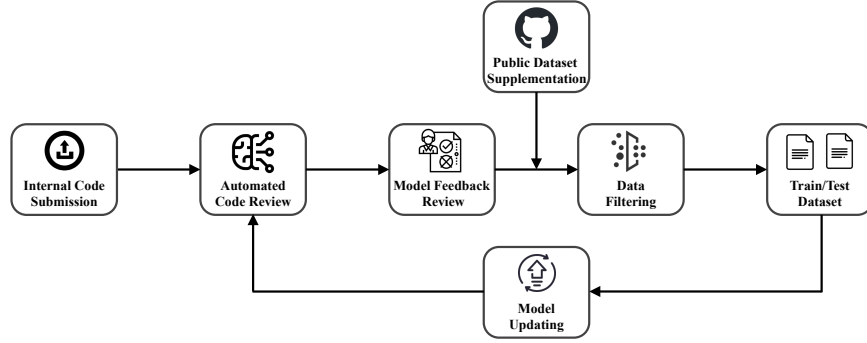 Public Dataset
Supplementation
Internal Code
Submission
Automated
Code Review
Model Feedback
Review
Data
Filtering
Train/Test
Dataset
Model
Updating